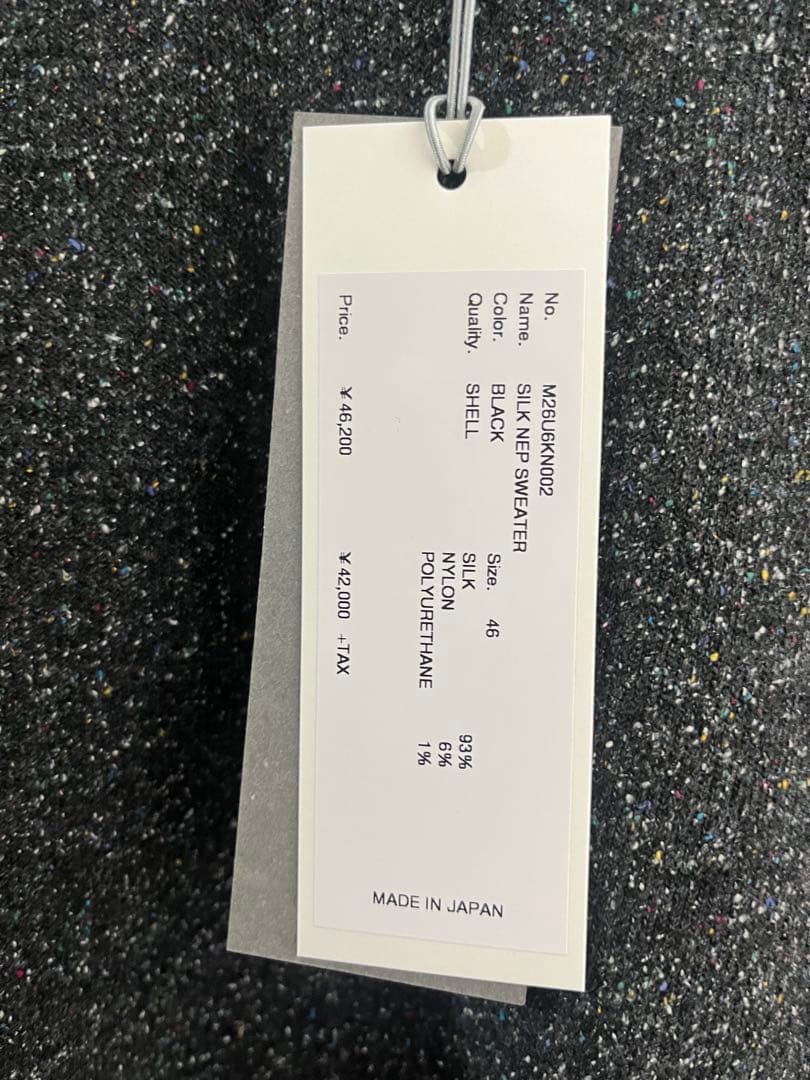 No. M26U6KN002
Name. SILK NEP SWEATER
Color. BLACK Size. 46
Quality. SHELL SILK 93%
NYLON 6%
POLYURETHANE 1%
Price. ¥46,200 ¥42,000 +TAX
MADE IN JAPAN